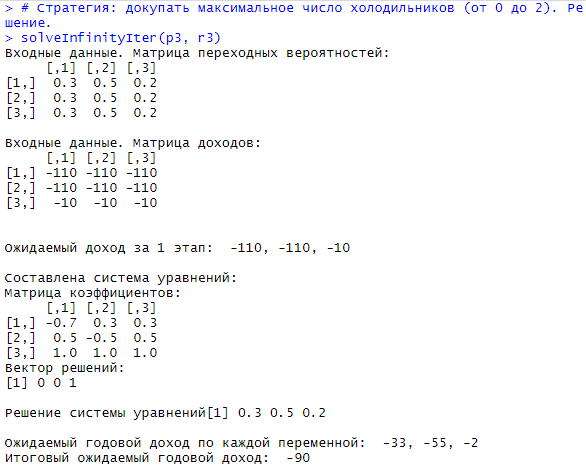 > # Стратегия: докупать максимальное число холодильников (от 0 до 2). Ре
шение.
> solveInfinityIter(p3, r3)
Входные данные. Матрица переходных вероятностей:
     [,1] [,2] [,3]
[1,]  0.3  0.5  0.2
[2,]  0.3  0.5  0.2
[3,]  0.3  0.5  0.2
Входные данные. Матрица доходов:
     [,1] [,2] [,3]
[1,] -110 -110 -110
[2,] -110 -110 -110
[3,]  -10  -10  -10
Ожидаемый доход за 1 этап:  -110, -110, -10
Составлена система уравнений:
Матрица коэффициентов:
     [,1] [,2] [,3]
[1,] -0.7  0.3  0.3
[2,]  0.5 -0.5  0.5
[3,]  1.0  1.0  1.0
Вектор решений:
[1] 0 0 1
Решение системы уравнений[1] 0.3 0.5 0.2
Ожидаемый годовой доход по каждой переменной:  -33, -55, -2
Итоговый ожидаемый годовой доход:  -90